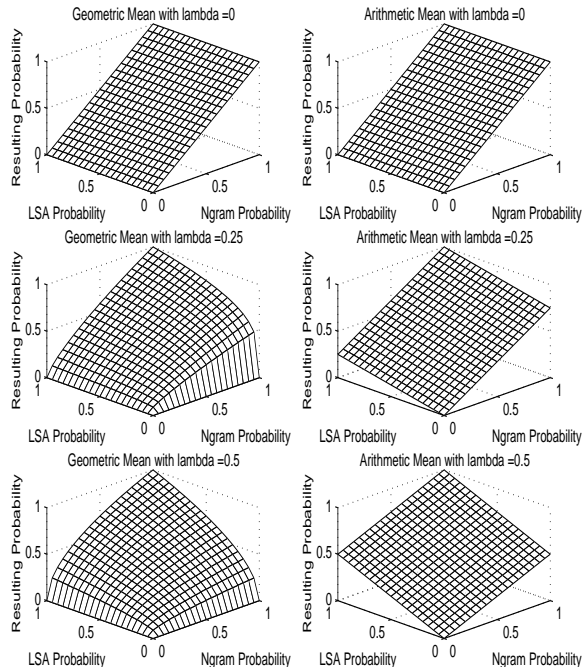 Geometric Mean with lambda =0
Arithmetic Mean with lambda =0
Resulting Probability
1
0.5
0
1
0.5
0
LSA Probability
0
0.5
1
Ngram Probability
Resulting Probability
1
0.5
0
1
0.5
0
LSA Probability
0
0.5
1
Ngram Probability
Geometric Mean with lambda =0.25
Arithmetic Mean with lambda =0.25
Resulting Probability
1
0.5
0
1
0.5
0
LSA Probability
0
0.5
1
Ngram Probability
Resulting Probability
1
0.5
0
1
0.5
0
LSA Probability
0
0.5
1
Ngram Probability
Geometric Mean with lambda =0.5
Arithmetic Mean with lambda =0.5
Resulting Probability
1
0.5
0
1
0.5
0
LSA Probability
0
0.5
1
Ngram Probability
Resulting Probability
1
0.5
0
1
0.5
0
LSA Probability
0
0.5
1
Ngram Probability